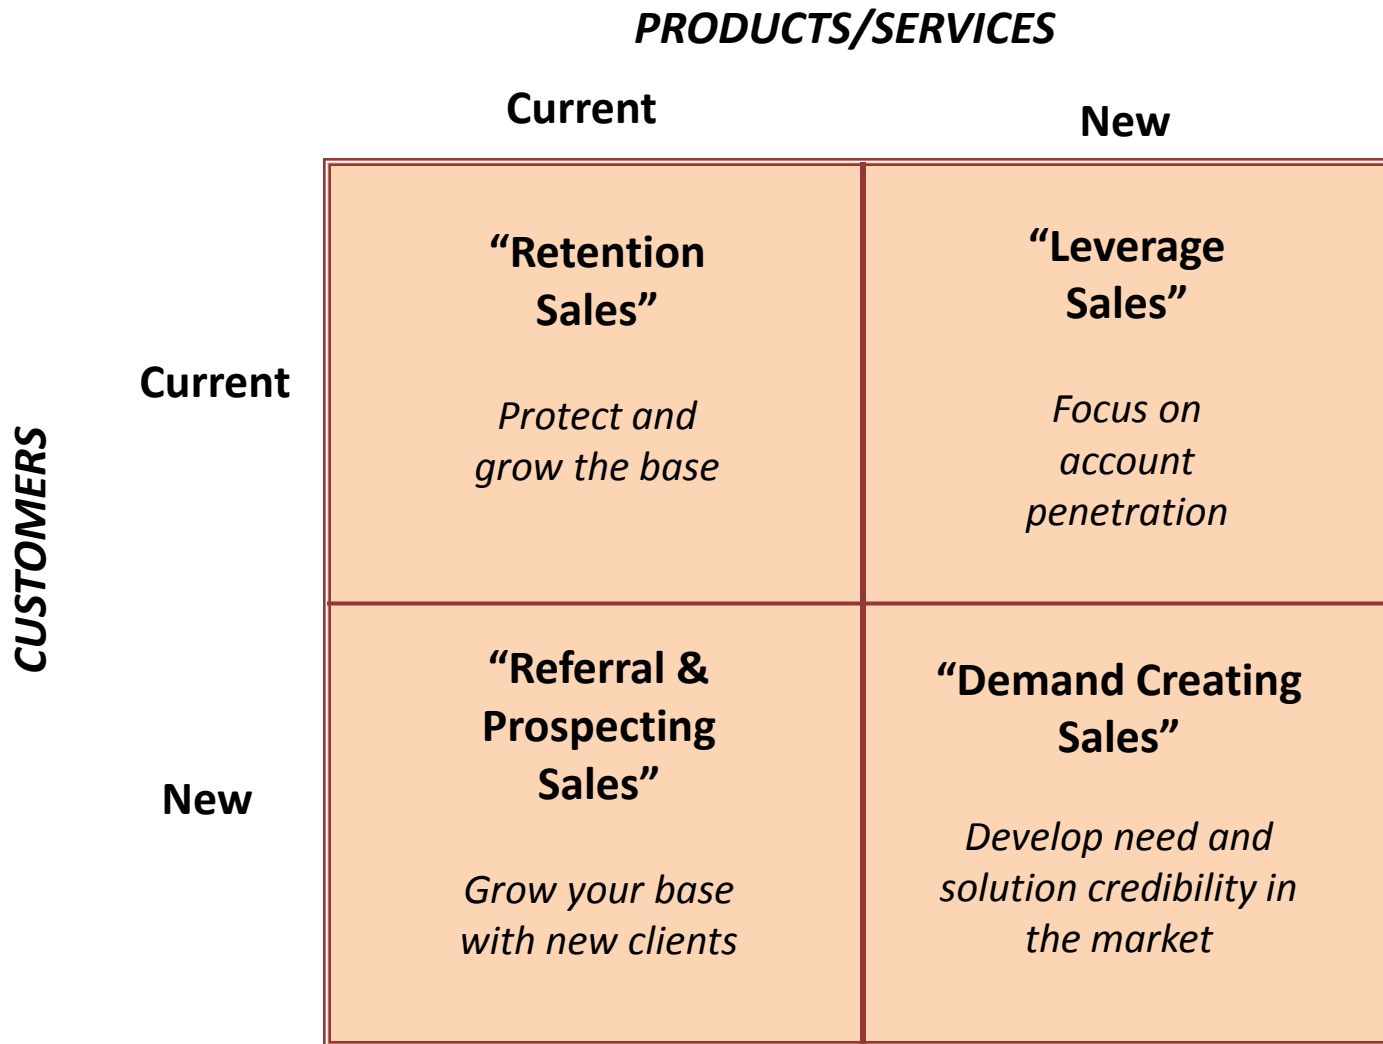 PRODUCTS/SERVICES
Current
New
CUSTOMERS
Current
“Retention
Sales”
Protect and
grow the base
“Leverage
Sales”
Focus on
account
penetration
New
“Referral &
Prospecting
Sales”
Grow your base
with new clients
“Demand Creating
Sales”
Develop need and
solution credibility in
the market